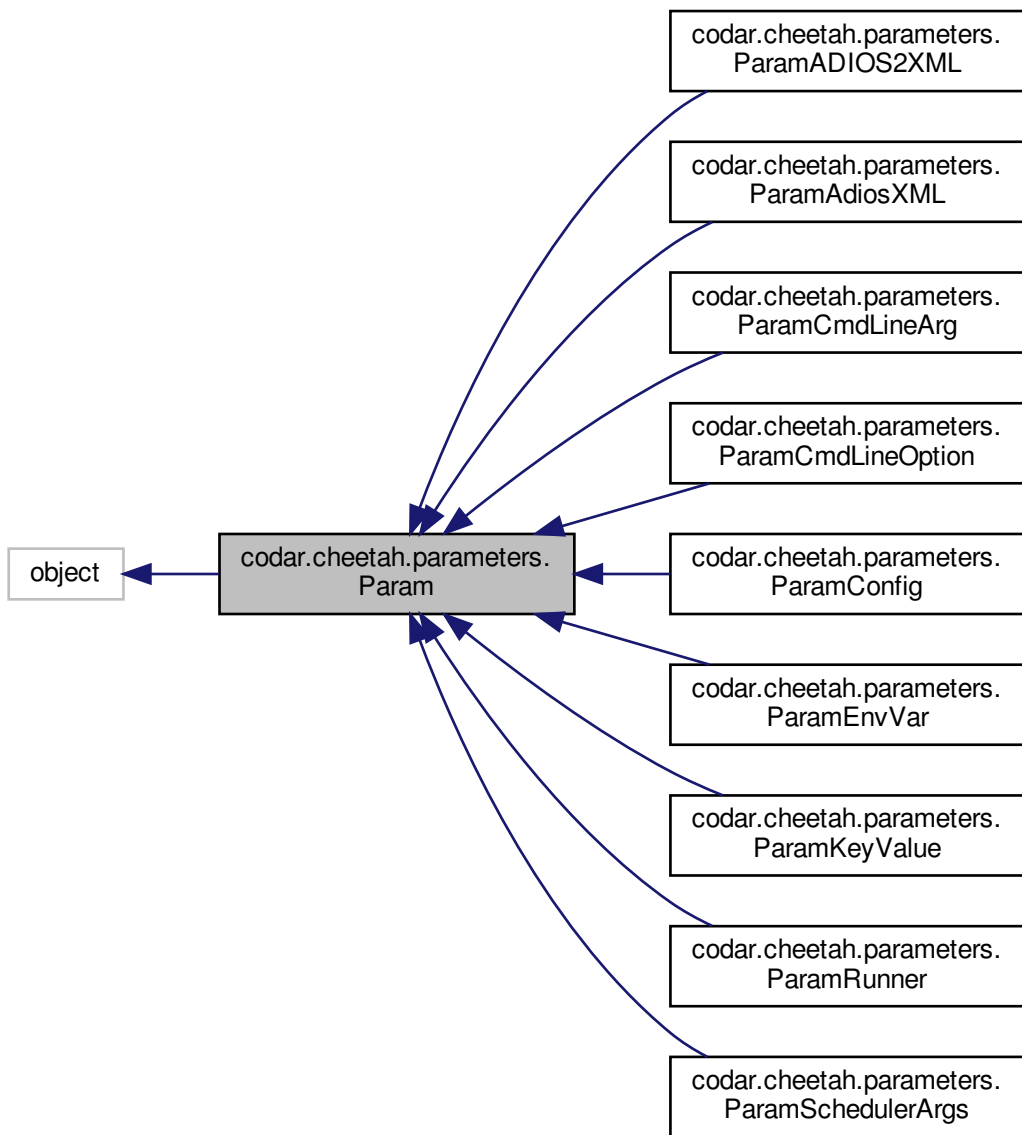 codar.cheetah.parameters.
ParamADIOS2XML
codar.cheetah.parameters.
ParamAdiosXML
codar.cheetah.parameters.
ParamCmdLineArg
codar.cheetah.parameters.
ParamCmdLineOption
object
codar.cheetah.parameters.
Param
codar.cheetah.parameters.
ParamConfig
codar.cheetah.parameters.
ParamEnvVar
codar.cheetah.parameters.
ParamKeyValue
codar.cheetah.parameters.
ParamRunner
codar.cheetah.parameters.
ParamSchedulerArgs